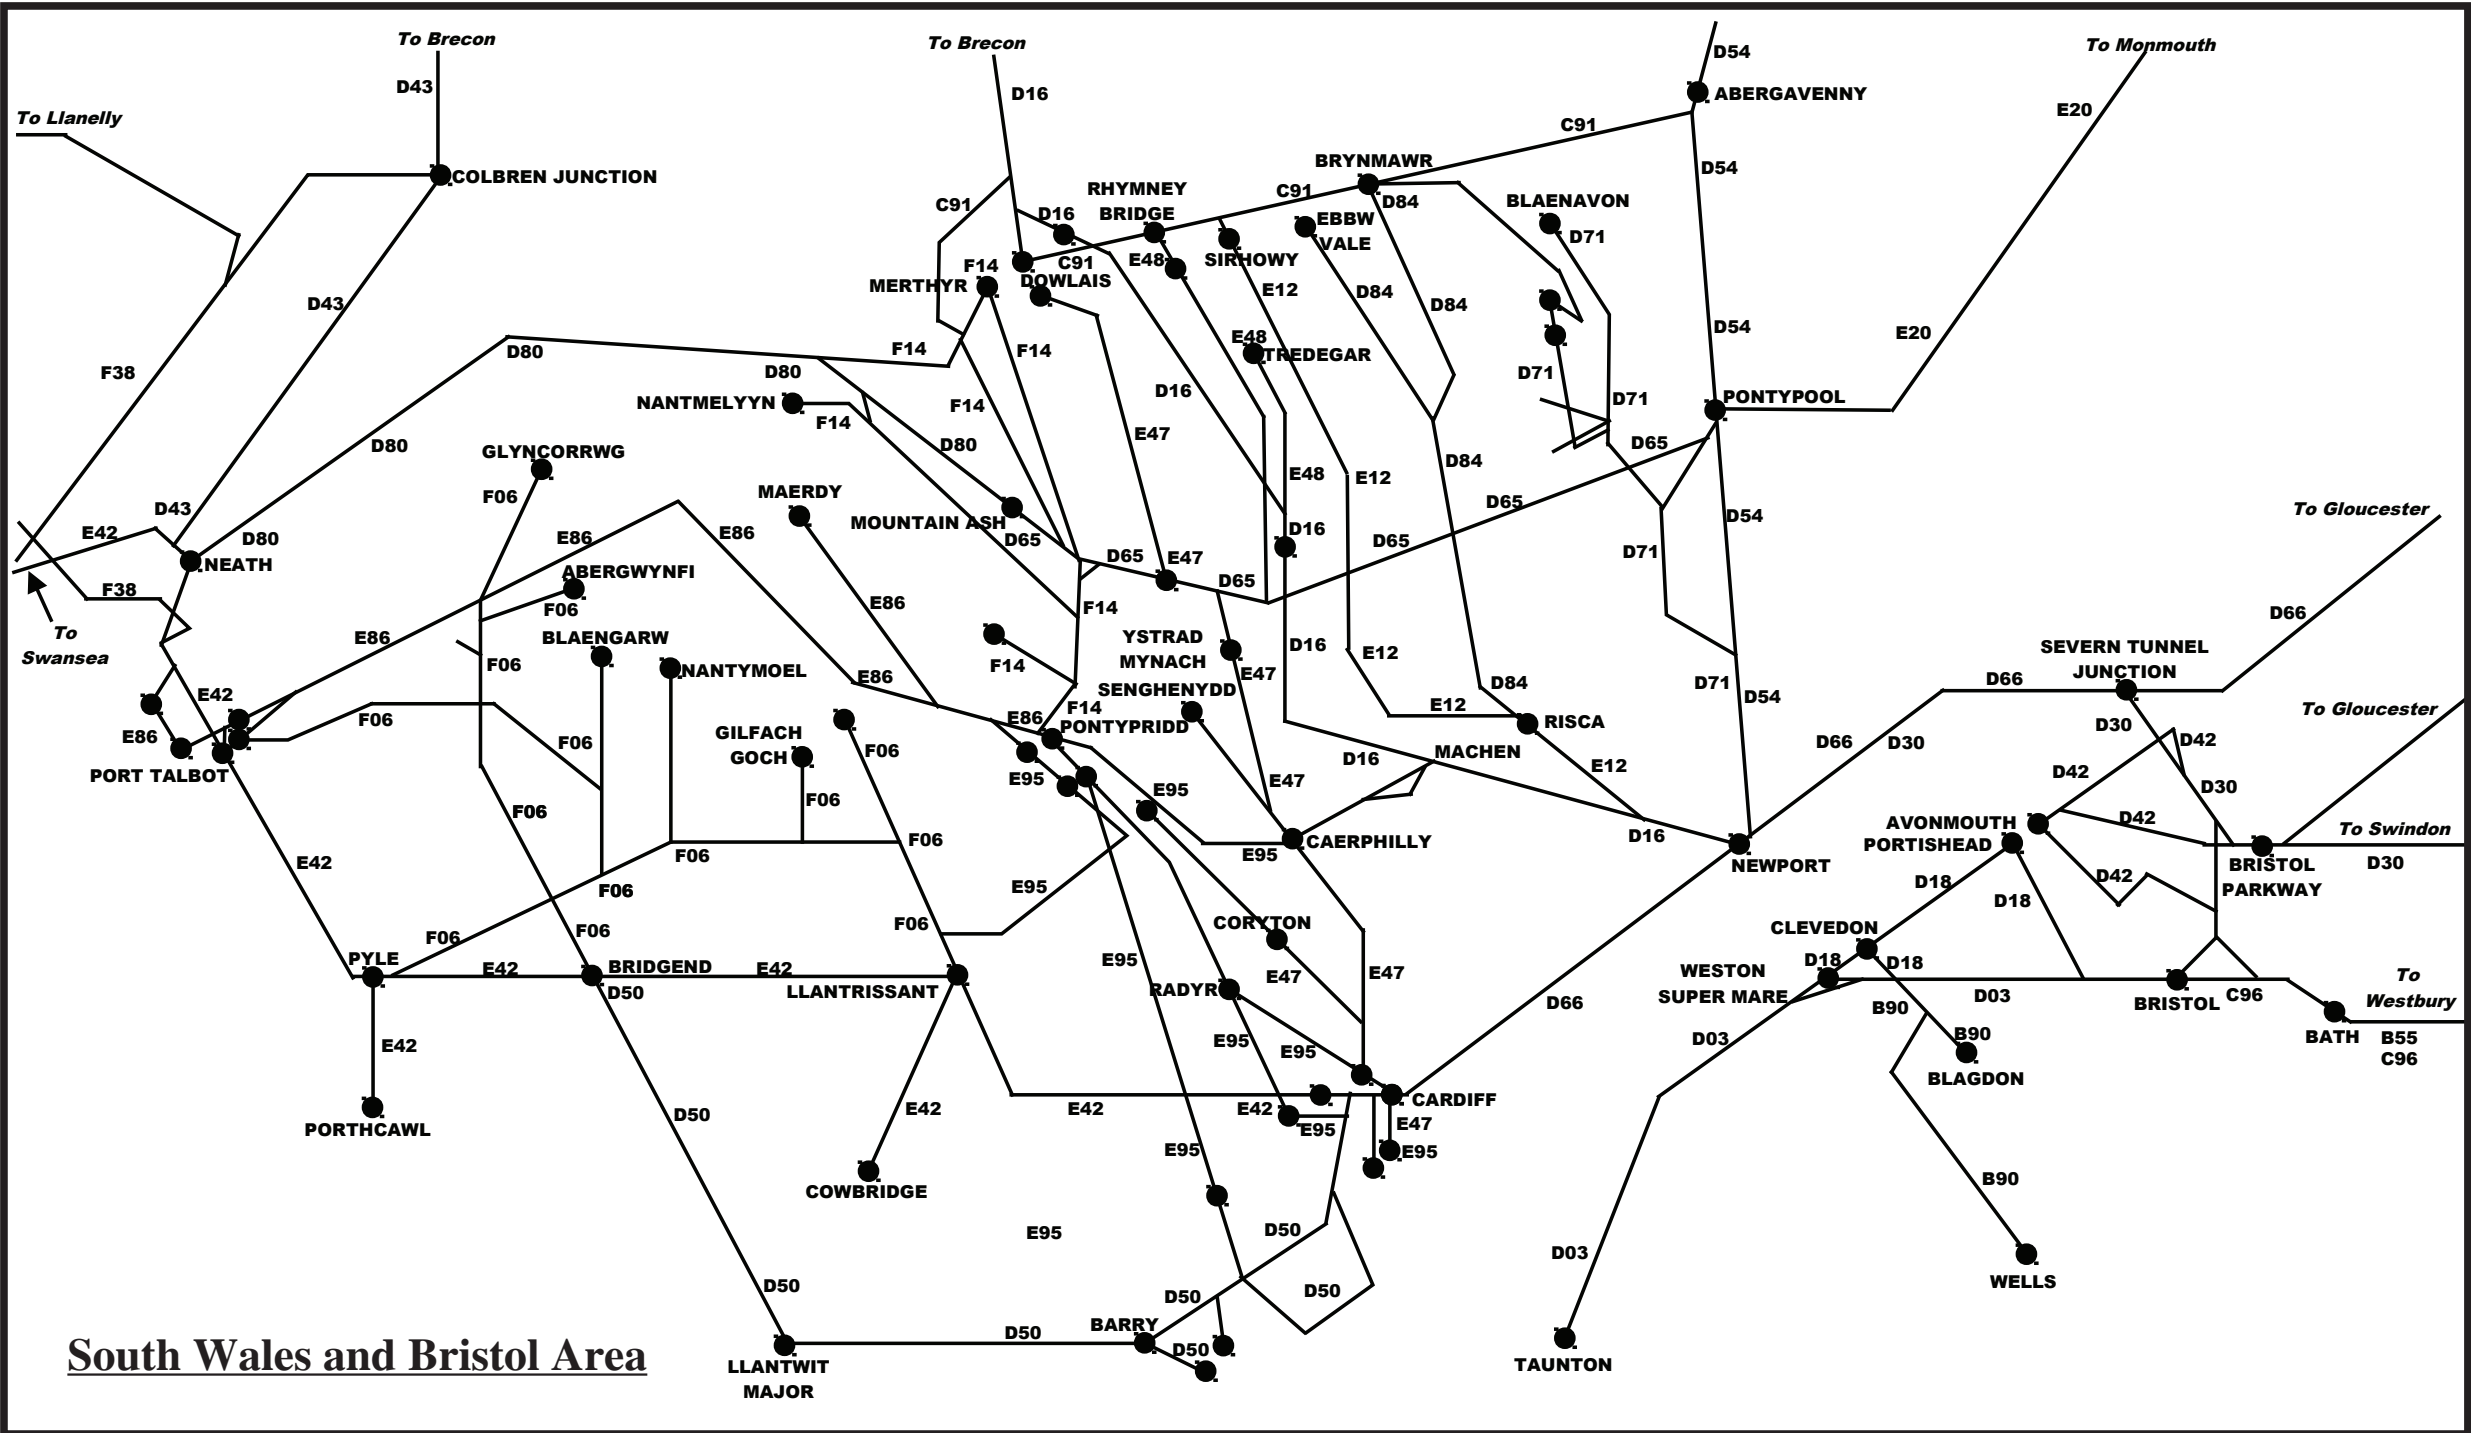 To Brecon
To Brecon
To Monmouth
D54
D43
D16
ABERGAVENNY
E20
To Llanelly
C91
BRYNMAWR
D54
COLBREN JUNCTION
RHYMNEY
BRIDGE
C91
D84
BLAENAVON
C91
D16
EBBW
VALE
D71
F14
C91
E48
SIRHOWY
MERTHYR
DOWLAIS
E12
D84
D84
D43
D54
E20
E48
TREDEGAR
D80
F14
F14
D80
F38
D71
D16
NANTMELYYN
F14
F14
D71
PONTYPOOL
D80
D80
E47
D65
GLYNCORRWG
D84
F06
MAERDY
E48
E12
D65
D43
E42
D80
E86
E86
MOUNTAIN ASH
D65
D16
D65
D54
To Gloucester
NEATH
ABERGWYNFI
D65
E47
D65
D71
F38
F06
E86
F14
D66
To
Swansea
E86
BLAENGARW
F06
NANTYMOEL
F14
YSTRAD
MYNACH
E47
D16
E12
SEVERN TUNNEL
JUNCTION
D66
E42
E86
SENGHENYDD
D84
D71
D54
E86
F06
F06
GILFACH
GOCH
F06
E86
F14
PONTYPRIDD
E12
RISCA
D30
D42
To Gloucester
PORT TALBOT
E95
E95
E47
D16
MACHEN
E12
D66
D30
D42
D30
F06
F06
D42
E42
F06
F06
E95
CAERPHILLY
D16
NEWPORT
AVONMOUTH
PORTISHEAD
To Swindon
BRISTOL
PARKWAY
D30
F06
E95
D18
D18
D42
F06
F06
F06
CORYTON
CLEVEDON
PYLE
E42
BRIDGEND
D50
E42
LLANTRISSANT
E95
E47
E47
RADYR
D18
D18
WESTON
SUPER MARE
D03
B90
D66
BRISTOL
C96
To
Westbury
E42
E95
E95
D03
B90
BLAGDON
BATH
B55
C96
PORTHCAWL
D50
E42
E42
E42
E95
CARDIFF
E47
E95
E95
COWBRIDGE
B90
E95
D50
D03
WELLS
D50
D50
D50
BARRY
D50
D50
South Wales and Bristol Area
LLANTWIT
MAJOR
TAUNTON